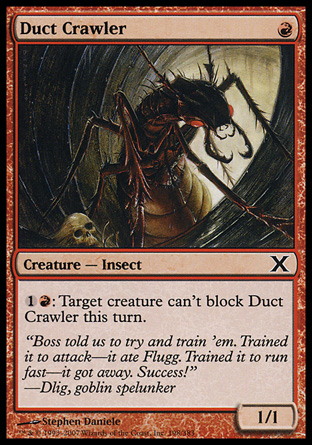 Duct Crawler
Creature — Insect X
1 : Target creature can't block Duct
Crawler this turn.
"Boss told us to try and train 'em. Trained
it to attack—it ate Flugg. Trained it to run
fast—it got away. Success!"
—Dlig, goblin spelunker
Stephen Daniele
1/1